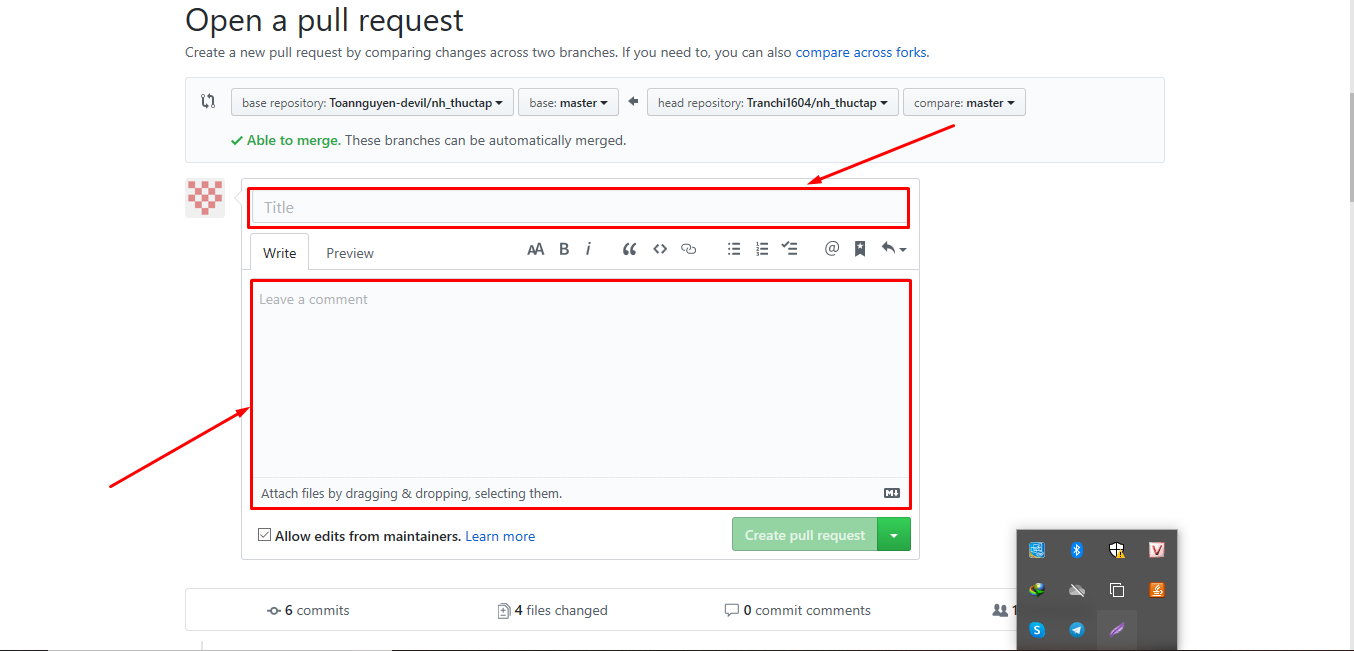 Open a pull request
Create a new pull request by comparing changes across two branches. If you need to, you can also compare across forks.
base repository: Toannguyen-devil/nh_thuctap base: master head repository: Tranchi1604/nh_thuctap compare: master
Able to merge. These branches can be automatically merged.
Title
Write Preview AA B i @
Leave a comment
Attach files by dragging & dropping, selecting them.
Allow edits from maintainers. Learn more Create pull request
6 commits 4 files changed 0 commit comments 1